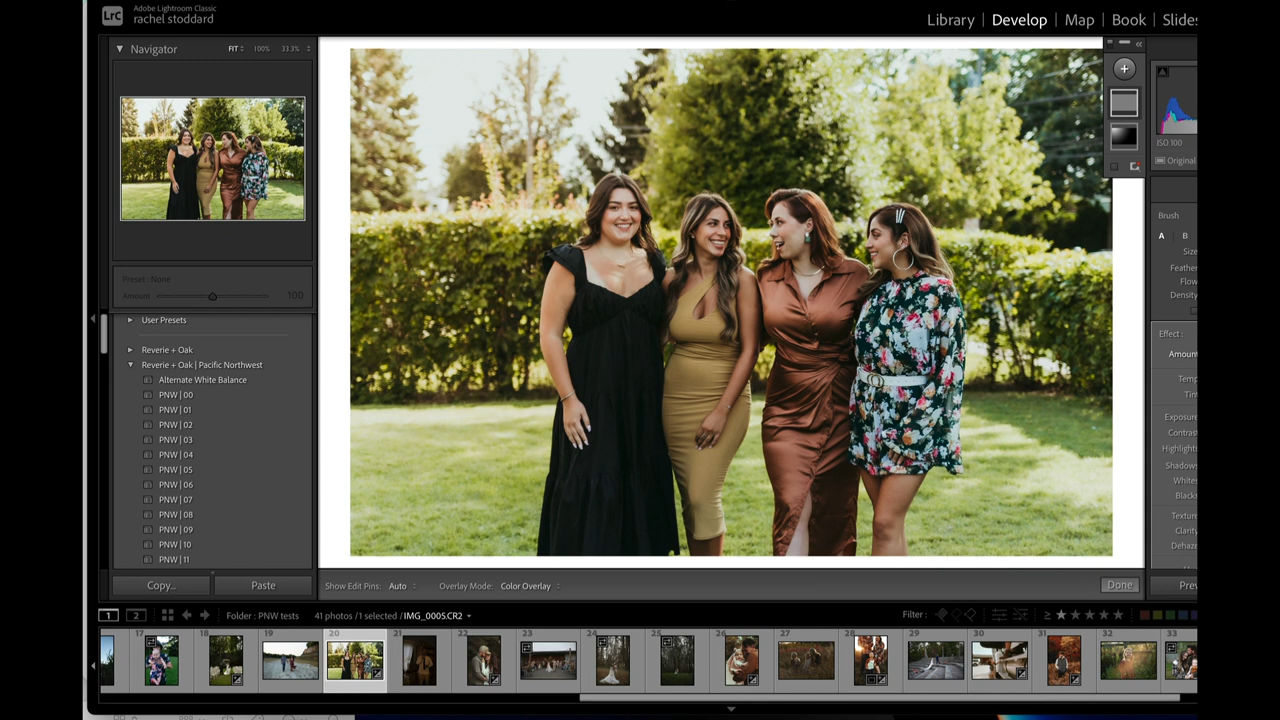 LrC
Adobe Lightroom Classic
rachel stoddard
Library | Develop | Map | Book | Slides
Navigator
FIT
100%
33.3%
ISO 100
Original
Preset: None
Amount
100
User Presets
Reverie + Oak
Reverie + Oak | Pacific Northwest
Alternate White Balance
PNW | 00
PNW | 01
PNW | 02
PNW | 03
PNW | 04
PNW | 05
PNW | 06
PNW | 07
PNW | 08
PNW | 09
PNW | 10
PNW | 11
Brush
A B
Size
Feather
Flow
Density
Effect :
Amount
Temp
Tint
Exposure
Contras
Highlights
Shadows
Whites
Blacks
Texture
Clarity
Dehaze
Copy...
Paste
Show Edit Pins: Auto
Overlay Mode: Color Overlay
Done
Prev
1 2
Folder : PNW tests
41 photos / 1 selected / IMG_0005.CR2
Filter :
17 18 19 20 21 22 23 24 25 26 27 28 29 30 31 32 33